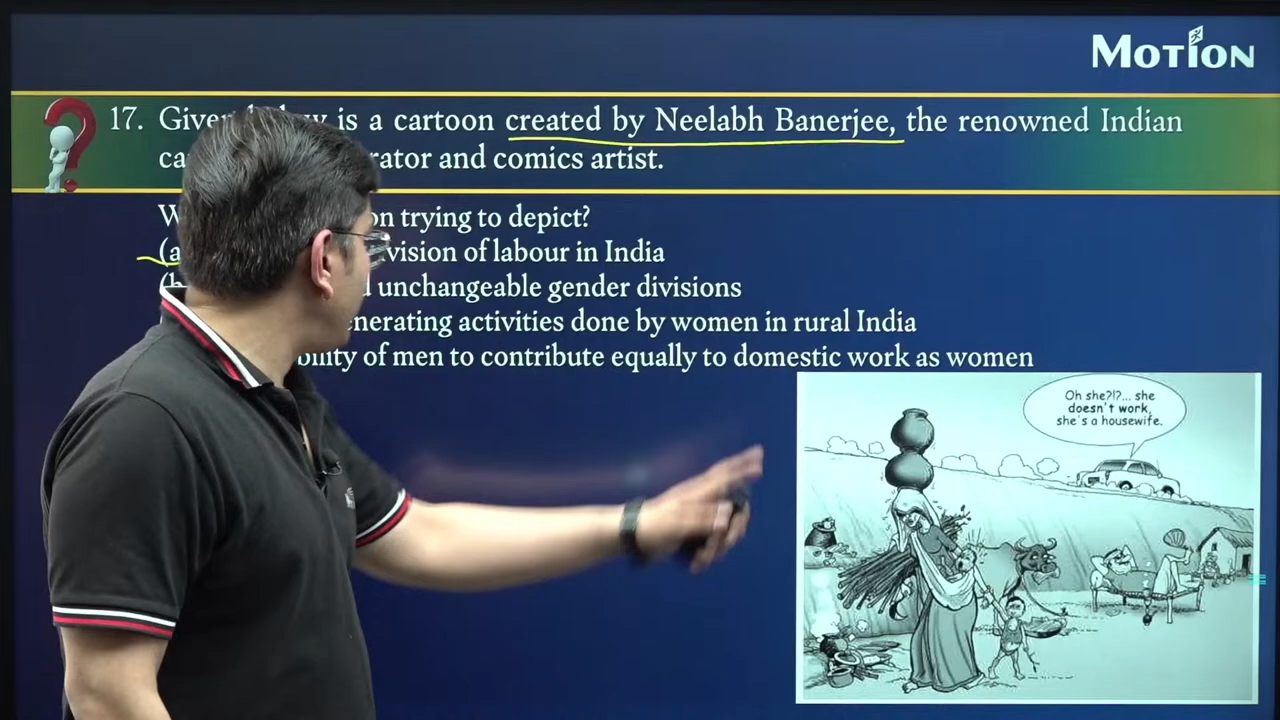 MOTION
17. Given is a cartoon created by Neelabh Banerjee, the renowned Indian
rator and comics artist.
on trying to depict?
(a vision of labour in India
(b unchangeable gender divisions
enerating activities done by women in rural India
bility of men to contribute equally to domestic work as women
Oh she?!?... she
doesn't work,
she's a housewife.